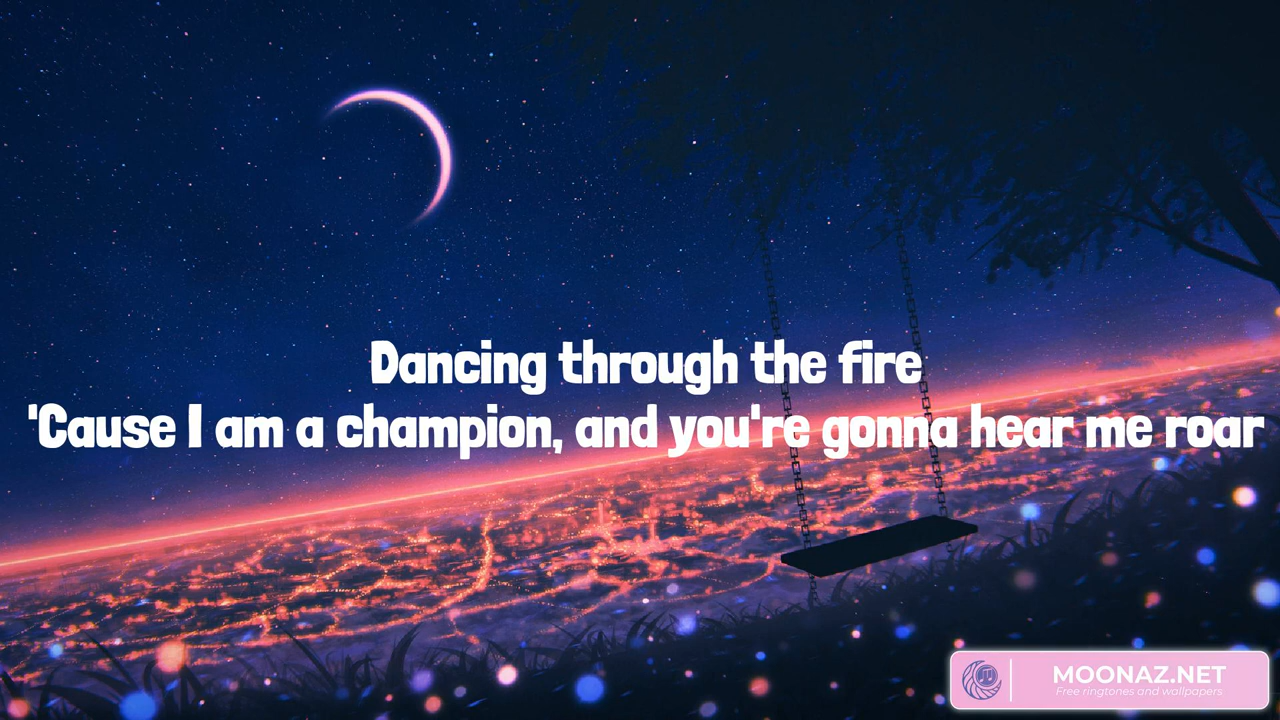 Dancing through the fire
'Cause I am a champion, and you're gonna hear me roar
MOONAZ.NET
Free ringtones and wallpapers